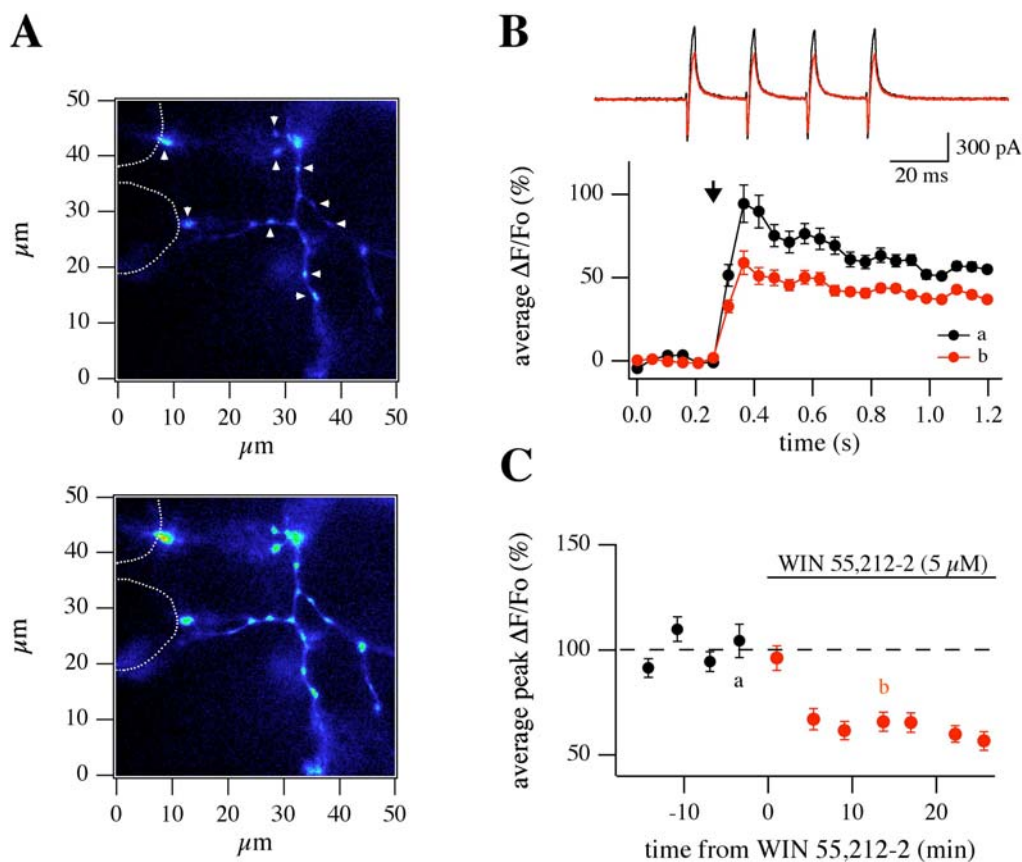 A
50
40
30
20
10
0
µm
0 10 20 30 40 50
µm
50
40
30
20
10
0
µm
0 10 20 30 40 50
µm
B
300 pA
20 ms
average ΔF/Fo (%)
100
50
0
a
b
0.0 0.2 0.4 0.6 0.8 1.0 1.2
time (s)
C
average peak ΔF/Fo (%)
150
100
50
WIN 55,212-2 (5 µM)
a
b
-10 0 10 20
time from WIN 55,212-2 (min)